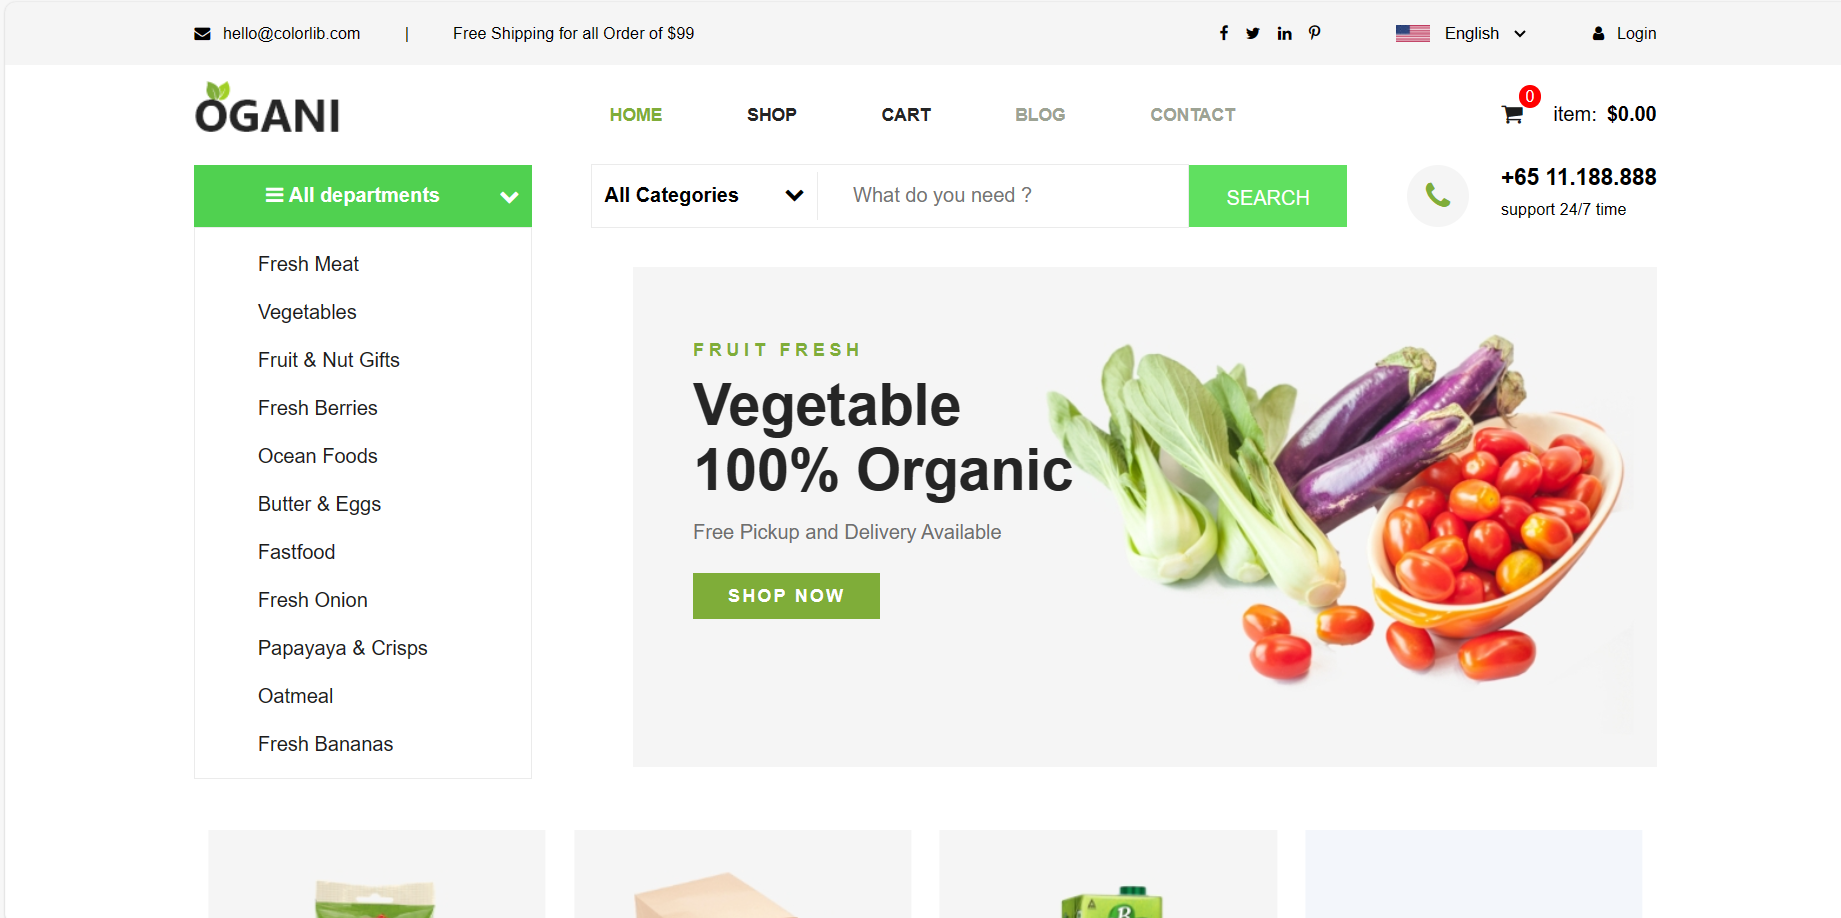 hello@colorlib.com | Free Shipping for all Order of $99 English Login
OGANI HOME SHOP CART BLOG CONTACT 0 item: $0.00
All departments All Categories What do you need ? SEARCH +65 11.188.888
support 24/7 time
Fresh Meat
Vegetables
Fruit & Nut Gifts
Fresh Berries
Ocean Foods
Butter & Eggs
Fastfood
Fresh Onion
Papayaya & Crisps
Oatmeal
Fresh Bananas
FRUIT FRESH
Vegetable
100% Organic
Free Pickup and Delivery Available
SHOP NOW